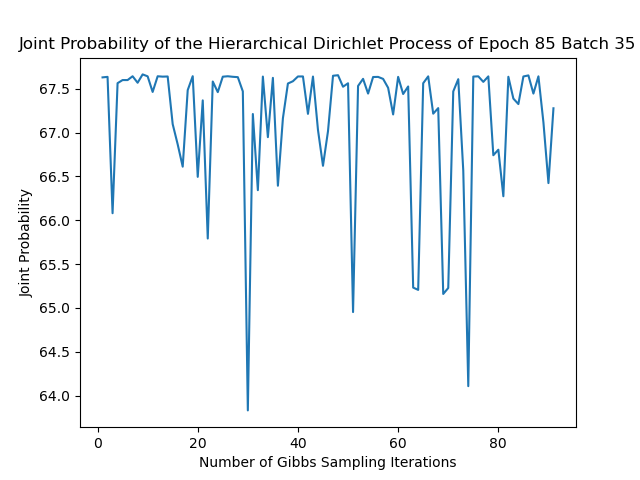 Joint Probability of the Hierarchical Dirichlet Process of Epoch 85 Batch 35
67.5
67.0
66.5
66.0
65.5
65.0
64.5
64.0
Joint Probability
0 20 40 60 80
Number of Gibbs Sampling Iterations